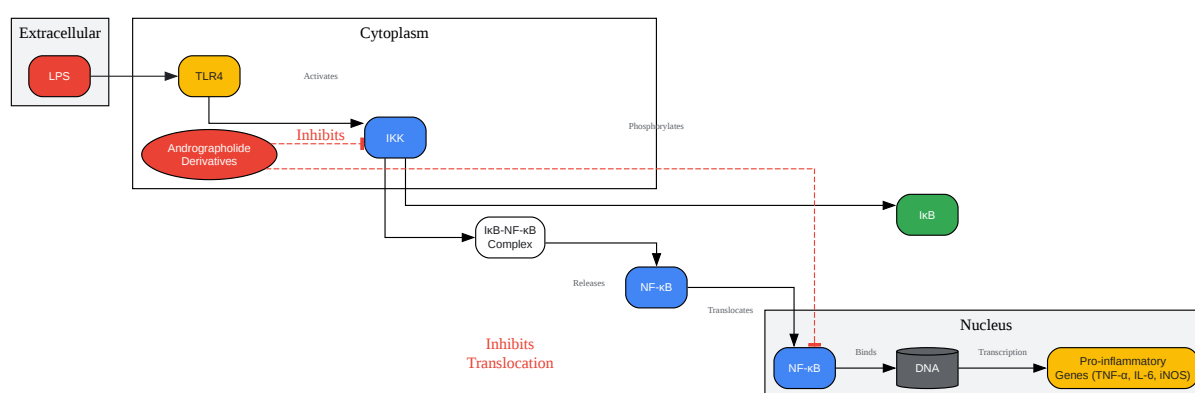 Extracellular
Cytoplasm
LPS
TLR4
Activates
Inhibits
IKK
Phosphorylates
Andrographolide
Derivatives
IκB
IκB-NF-κB
Complex
Releases
NF-κB
Translocates
Inhibits
Translocation
Nucleus
NF-κB
Binds
DNA
Transcription
Pro-inflammatory
Genes (TNF-α, IL-6, iNOS)